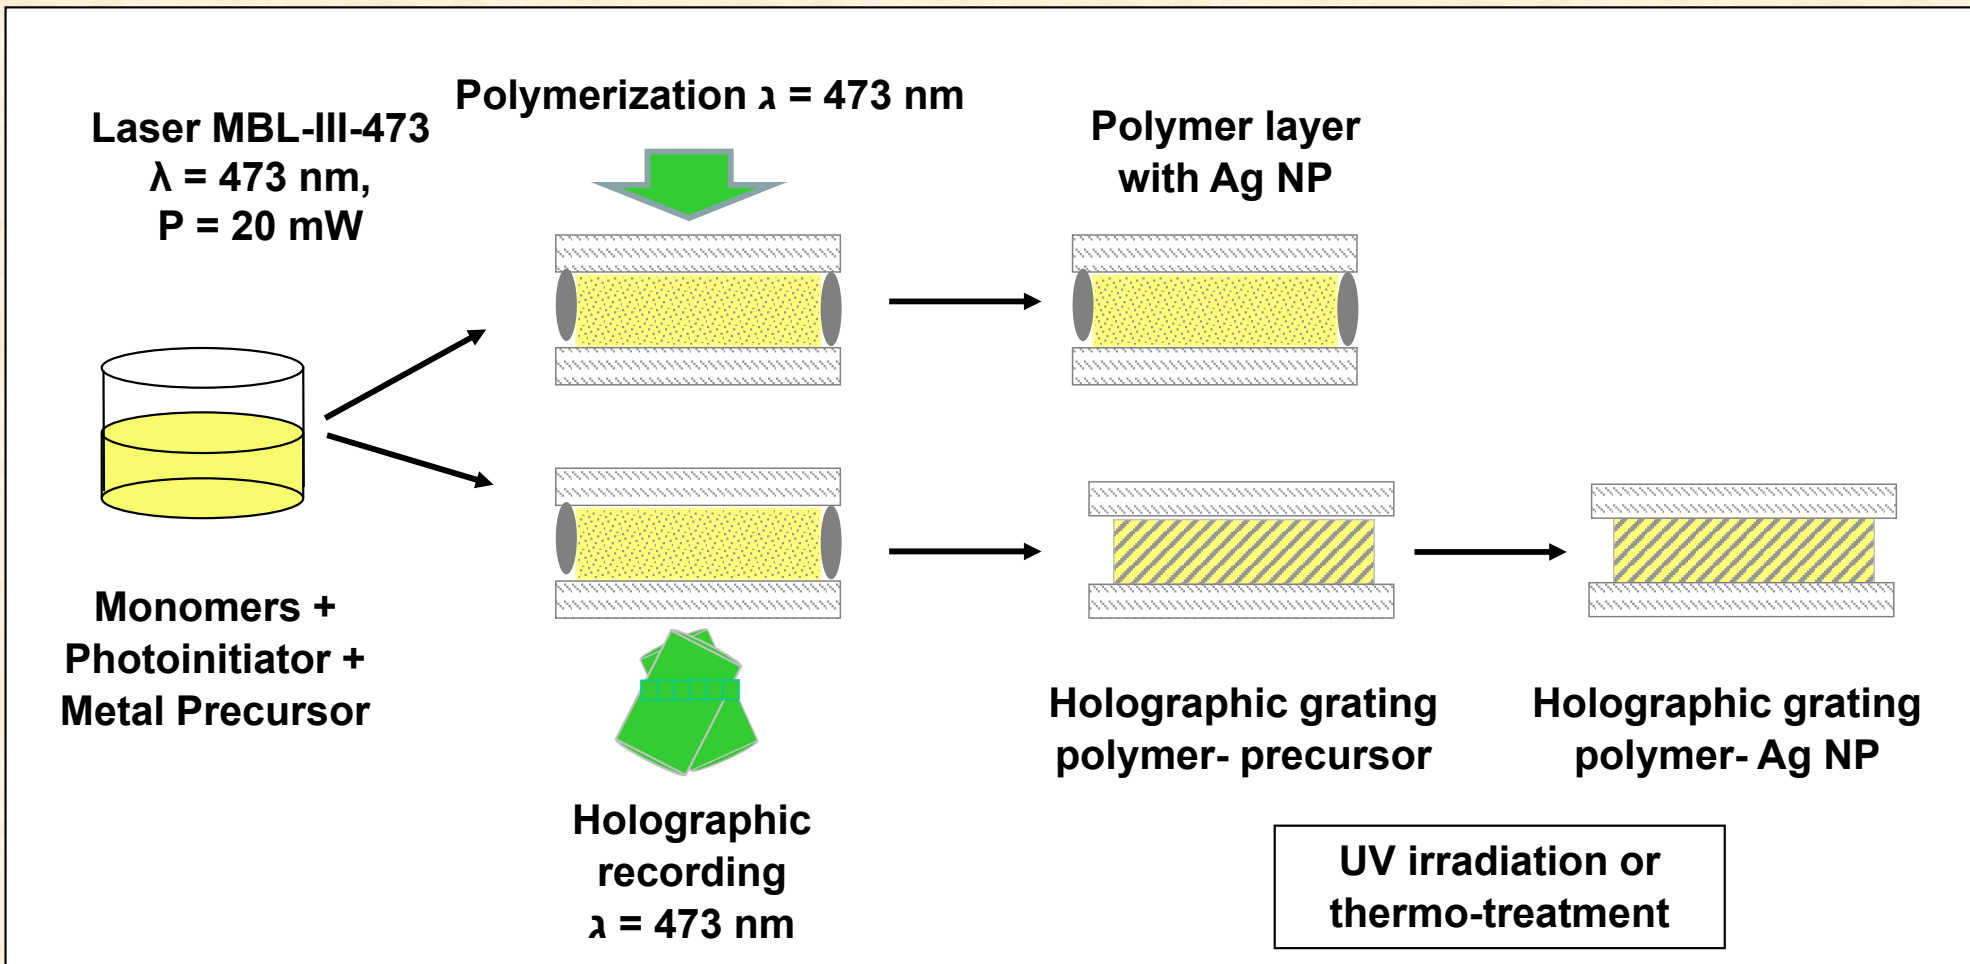 Laser MBL-III-473
λ = 473 nm,
P = 20 mW
Polymerization ג = 473 nm
Polymer layer
with Ag NP
Monomers +
Photoinitiator +
Metal Precursor
Holographic
recording
ג = 473 nm
Holographic grating
polymer- precursor
Holographic grating
polymer- Ag NP
UV irradiation or
thermo-treatment